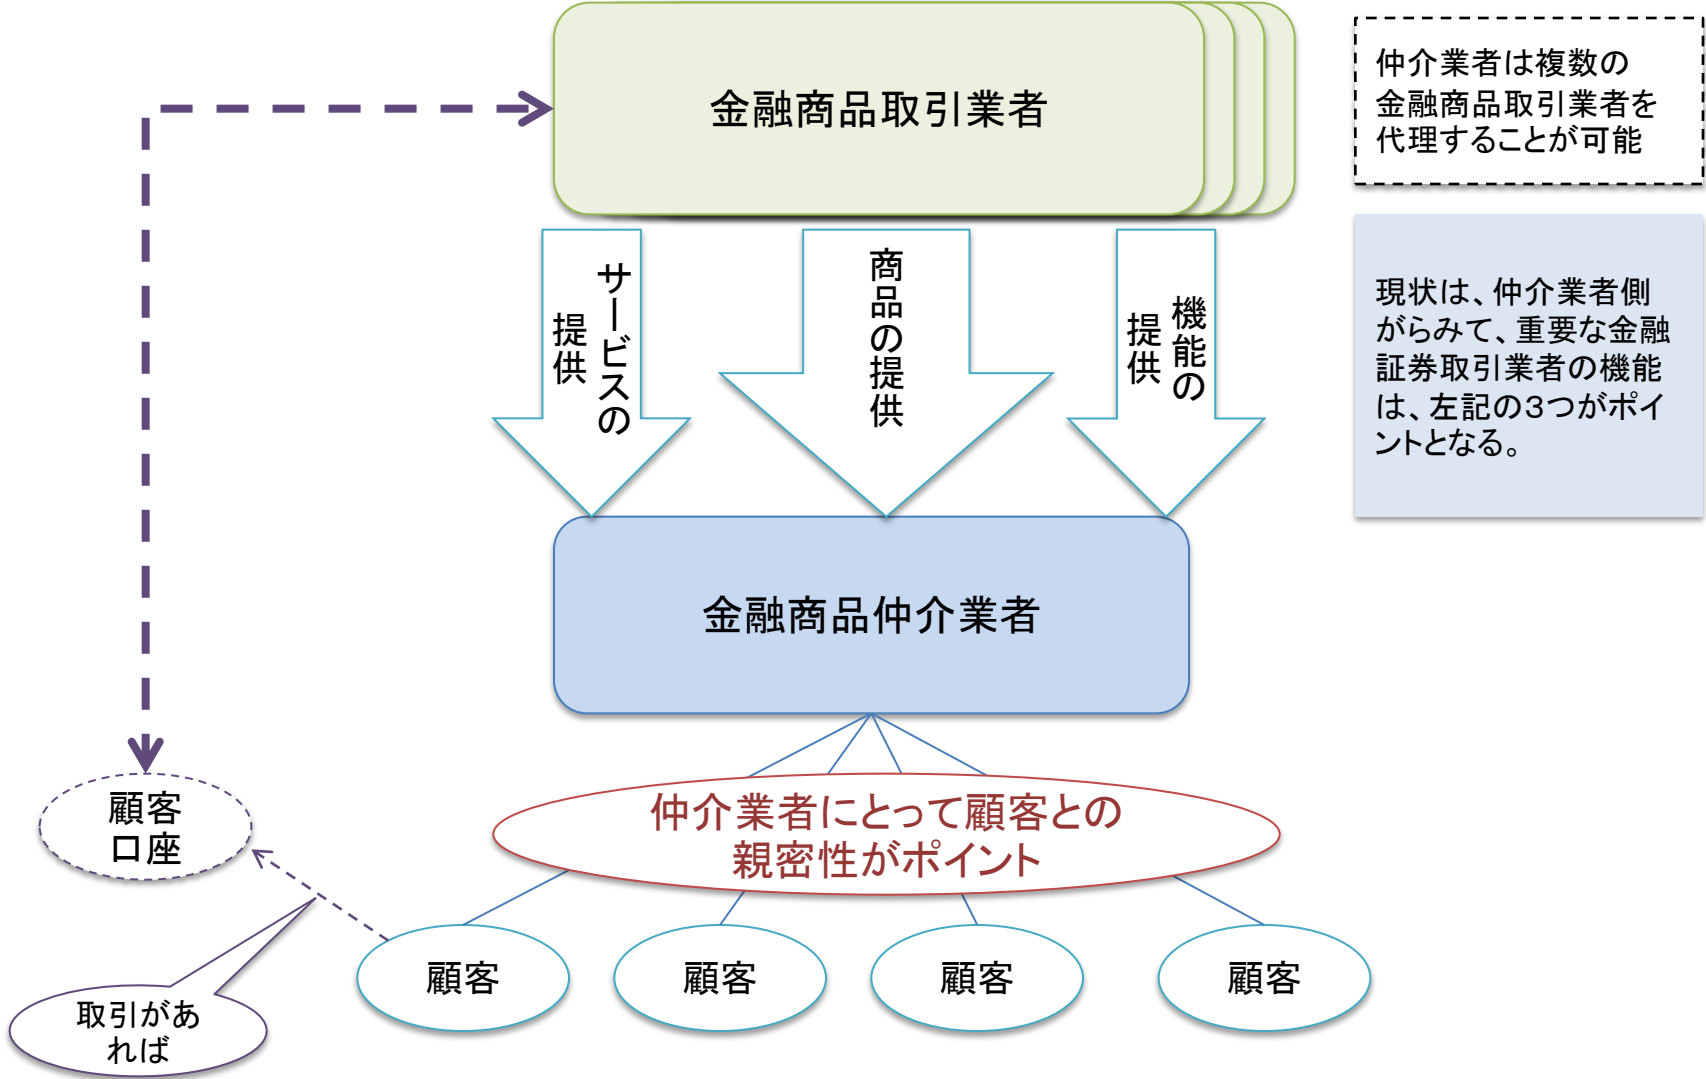 金融商品取引業者
仲介業者は複数の
金融商品取引業者を
代理することが可能
サービスの
提供
商品の提供
機能の
提供
現状は、仲介業者側
がらみて、重要な金融
証券取引業者の機能
は、左記の3つがポイ
ントとなる。
金融商品仲介業者
仲介業者にとって顧客との
親密性がポイント
顧客
口座
顧客
顧客
顧客
顧客
取引があ
れば